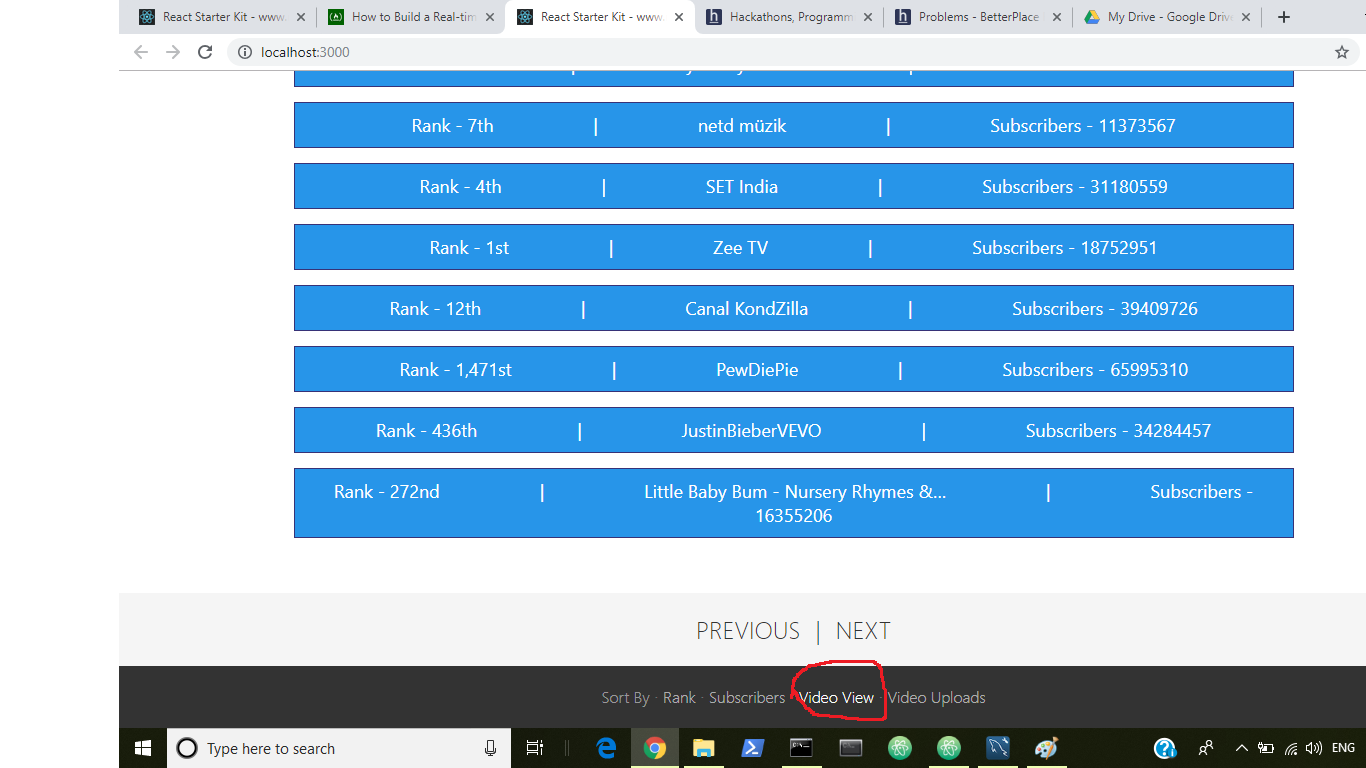 React Starter Kit - www.
How to Build a Real-tim
React Starter Kit - www.
Hackathons, Programm
Problems - BetterPlace
My Drive - Google Driv
localhost:3000
Rank - 7th | netd müzik | Subscribers - 11373567
Rank - 4th | SET India | Subscribers - 31180559
Rank - 1st | Zee TV | Subscribers - 18752951
Rank - 12th | Canal KondZilla | Subscribers - 39409726
Rank - 1,471st | PewDiePie | Subscribers - 65995310
Rank - 436th | JustinBieberVEVO | Subscribers - 34284457
Rank - 272nd | Little Baby Bum - Nursery Rhymes &... | Subscribers -
16355206
PREVIOUS | NEXT
Sort By · Rank · Subscribers · Video View · Video Uploads
Type here to search
ENG